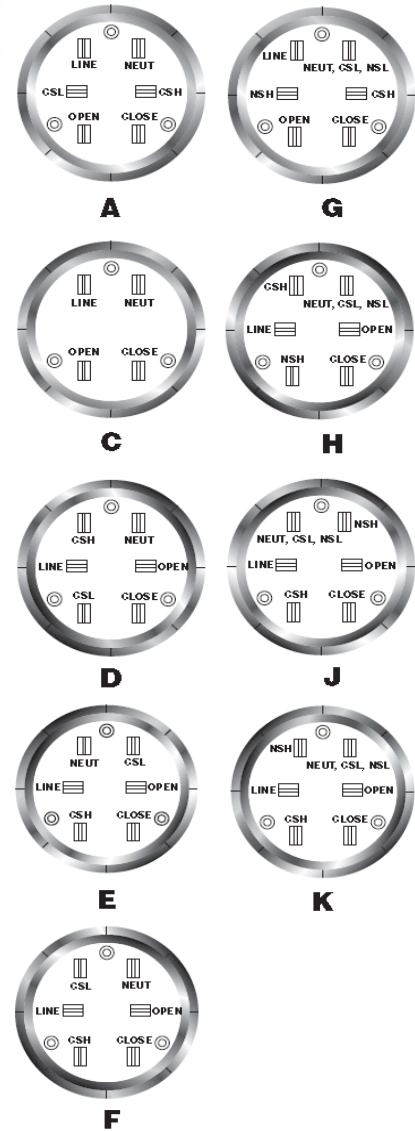 LINE NEUT
CSL CSH
OPEN CLOSE
A
LINE
NEUT, CSL, NSL
NSH CSH
OPEN CLOSE
G
LINE NEUT
OPEN CLOSE
C
CSH
NEUT, CSL, NSL
LINE OPEN
NSH CLOSE
H
CSH NEUT
LINE OPEN
CSL CLOSE
D
NSH
NEUT, CSL, NSL
LINE OPEN
CSH CLOSE
J
NEUT CSL
LINE OPEN
CSH CLOSE
E
NSH
NEUT, CSL, NSL
LINE OPEN
CSH CLOSE
K
CSL NEUT
LINE OPEN
CSH CLOSE
F